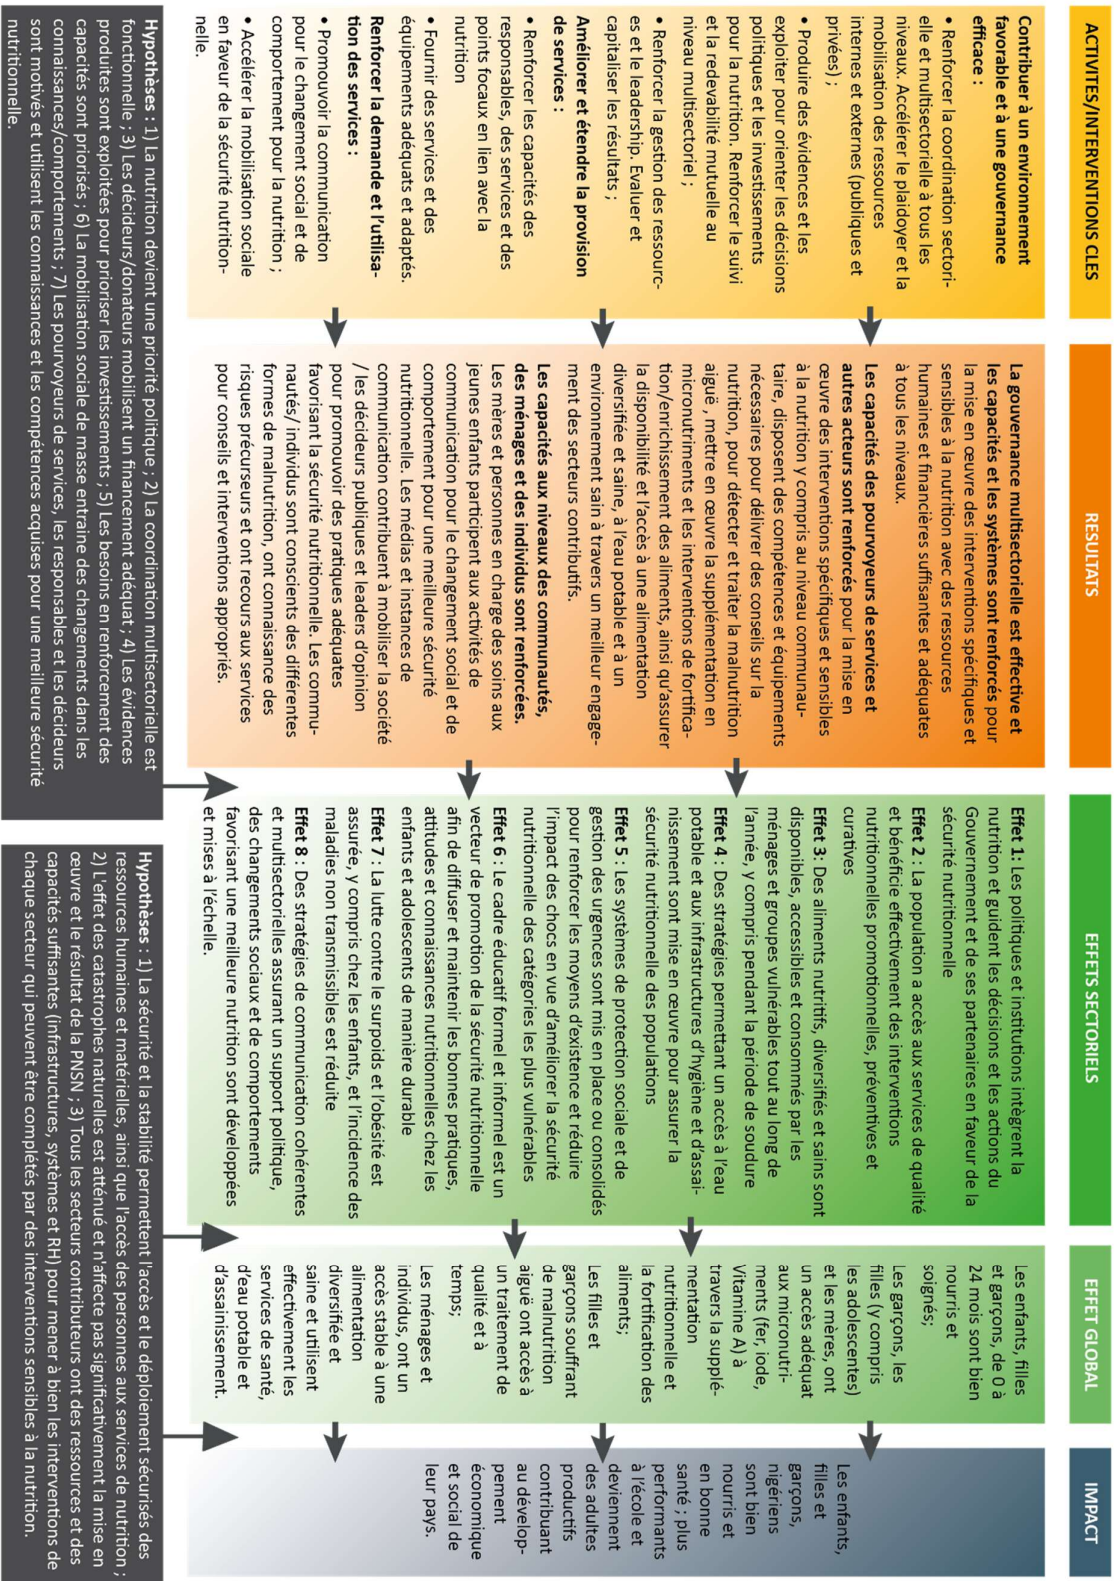 ACTIVITES/INTERVENTIONS CLES
Contribuer à un environnement
favorable et à une gouvernance
efficace :
• Renforcer la coordination sectori-
elle et multisectorielle à tous les
niveaux. Accélérer le plaidoyer et la
mobilisation des ressources
internes et externes (publiques et
privées) ;
• Produire des évidences et les
exploiter pour orienter les décisions
politiques et les investissements
pour la nutrition. Renforcer le suivi
et la redevabilité mutuelle au
niveau multisectoriel ;
• Renforcer la gestion des ressourc-
es et le leadership. Evaluer et
capitaliser les résultats ;
Améliorer et étendre la provision
de services :
• Renforcer les capacités des
responsables, des services et des
points focaux en lien avec la
nutrition
• Fournir des services et des
équipements adéquats et adaptés.
Renforcer la demande et l'utilisa-
tion des services :
• Promouvoir la communication
pour le changement social et de
comportement pour la nutrition ;
• Accélérer la mobilisation sociale
en faveur de la sécurité nutrition-
nelle.
RESULTATS
La gouvernance multisectorielle est effective et
les capacités et les systèmes sont renforcés pour
la mise en œuvre des interventions spécifiques et
sensibles à la nutrition avec des ressources
humaines et financières suffisantes et adéquates
à tous les niveaux.
Les capacités des pourvoyeurs de services et
autres acteurs sont renforcés pour la mise en
œuvre des interventions spécifiques et sensibles
à la nutrition y compris au niveau communau-
taire, disposent des compétences et équipements
nécessaires pour délivrer des conseils sur la
nutrition, pour détecter et traiter la malnutrition
aiguë , mettre en œuvre la supplémentation en
micronutriments et les interventions de fortifica-
tion/enrichissement des aliments, ainsi qu'assurer
la disponibilité et l'accès à une alimentation
diversifiée et saine, à l'eau potable et à un
environnement sain à travers un meilleur engage-
ment des secteurs contributifs.
Les capacités aux niveaux des communautés,
des ménages et des individus sont renforcées.
Les mères et personnes en charge des soins aux
jeunes enfants participent aux activités de
communication pour le changement social et de
comportement pour une meilleure sécurité
nutritionnelle. Les médias et instances de
communication contribuent à mobiliser la société
/ les décideurs publiques et leaders d'opinion
pour promouvoir des pratiques adéquates
favorisant la sécurité nutritionnelle. Les commu-
nautés/ individus sont conscients des différentes
formes de malnutrition, ont connaissance des
risques précurseurs et ont recours aux services
pour conseils et interventions appropriés.
EFFETS SECTORIELS
Effet 1: Les politiques et institutions intègrent la
nutrition et guident les décisions et les actions du
Gouvernement et de ses partenaires en faveur de la
sécurité nutritionnelle
Effet 2 : La population a accès aux services de qualité
et bénéficie effectivement des interventions
nutritionnelles promotionnelles, préventives et
curatives
Effet 3: Des aliments nutritifs, diversifiés et sains sont
disponibles, accessibles et consommés par les
ménages et groupes vulnérables tout au long de
l'année, y compris pendant la période de soudure
Effet 4 : Des stratégies permettant un accès à l'eau
potable et aux infrastructures d'hygiène et d'assai-
nissement sont mise en œuvre pour assurer la
sécurité nutritionnelle des populations
Effet 5 : Les systèmes de protection sociale et de
gestion des urgences sont mis en place ou consolidés
pour renforcer les moyens d'existence et réduire
l'impact des chocs en vue d'améliorer la sécurité
nutritionnelle des catégories les plus vulnérables
Effet 6 : Le cadre éducatif formel et informel est un
vecteur de promotion de la sécurité nutritionnelle
afin de diffuser et maintenir les bonnes pratiques,
attitudes et connaissances nutritionnelles chez les
enfants et adolescents de manière durable
Effet 7 : La lutte contre le surpoids et l'obésité est
assurée, y compris chez les enfants, et l'incidence des
maladies non transmissibles est réduite
Effet 8 : Des stratégies de communication cohérentes
et multisectorielles assurant un support politique,
des changements sociaux et de comportements
favorisant une meilleure nutrition sont développées
et mises à l'échelle.
EFFET GLOBAL
Les enfants, filles
et garçons, de 0 à
24 mois sont bien
nourris et
soignés;
Les garçons, les
filles (y compris
les adolescentes)
et les mères, ont
un accès adéquat
aux micronutri-
ments (fer, iode,
Vitamine A) à
travers la supplé-
mentation
nutritionnelle et
la fortification des
aliments;
Les filles et
garçons souffrant
de malnutrition
aiguë ont accès à
un traitement de
qualité et à
temps;
Les ménages et
individus, ont un
accès stable à une
alimentation
diversifiée et
saine et utilisent
effectivement les
services de santé,
d'eau potable et
d'assainissement.
IMPACT
Les enfants,
filles et
garçons,
nigériens
sont bien
nourris et
en bonne
santé ; plus
performants
à l'école et
deviennent
des adultes
productifs
contribuant
au dévelop-
pement
économique
et social de
leur pays.
Hypothèses : 1) La nutrition devient une priorité politique ; 2) La coordination multisectorielle est
fonctionnelle ; 3) Les décideurs/donateurs mobilisent un financement adéquat ; 4) Les évidences
produites sont exploitées pour prioriser les investissements ; 5) Les besoins en renforcement des
capacités sont priorisés ; 6) La mobilisation sociale de masse entraine des changements dans les
connaissances/comportements ; 7) Les pourvoyeurs de services, les responsables et les décideurs
sont motivés et utilisent les connaissances et les compétences acquises pour une meilleure sécurité
nutritionnelle.
Hypothèses : 1) La sécurité et la stabilité permettent l'accès et le déploiement sécurisés des
ressources humaines et matérielles, ainsi que l'accès des personnes aux services de nutrition ;
2) L'effet des catastrophes naturelles est atténué et n'affecte pas significativement la mise en
œuvre et le résultat de la PNSN ; 3) Tous les secteurs contributeurs ont des ressources et des
capacités suffisantes (infrastructures, systèmes et RH) pour mener à bien les interventions de
chaque secteur qui peuvent être complétés par des interventions sensibles à la nutrition.